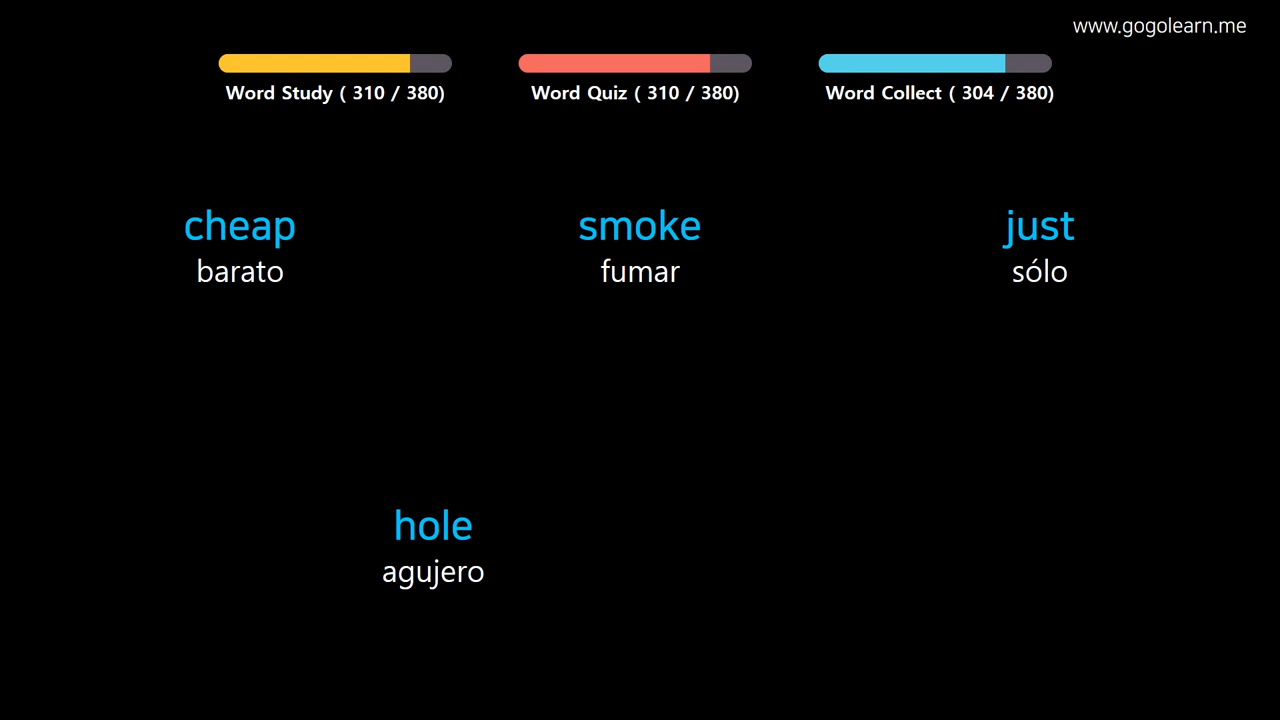 www.gogolearn.me
Word Study ( 310 / 380)
Word Quiz ( 310 / 380)
Word Collect ( 304 / 380)
cheap
barato
smoke
fumar
just
sólo
hole
agujero